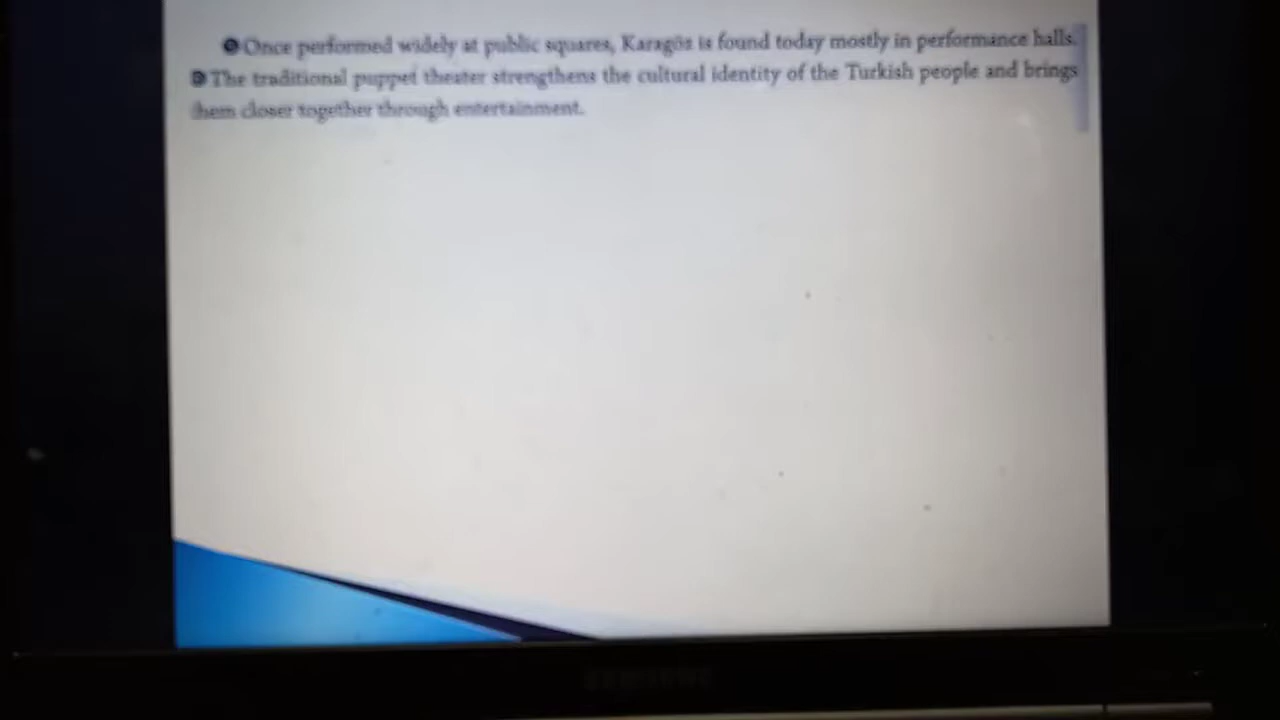 Once performed widely at public squares, Karagöz is found today mostly in performance halls.
The traditional puppet theater strengthens the cultural identity of the Turkish people and brings
them closer together through entertainment.